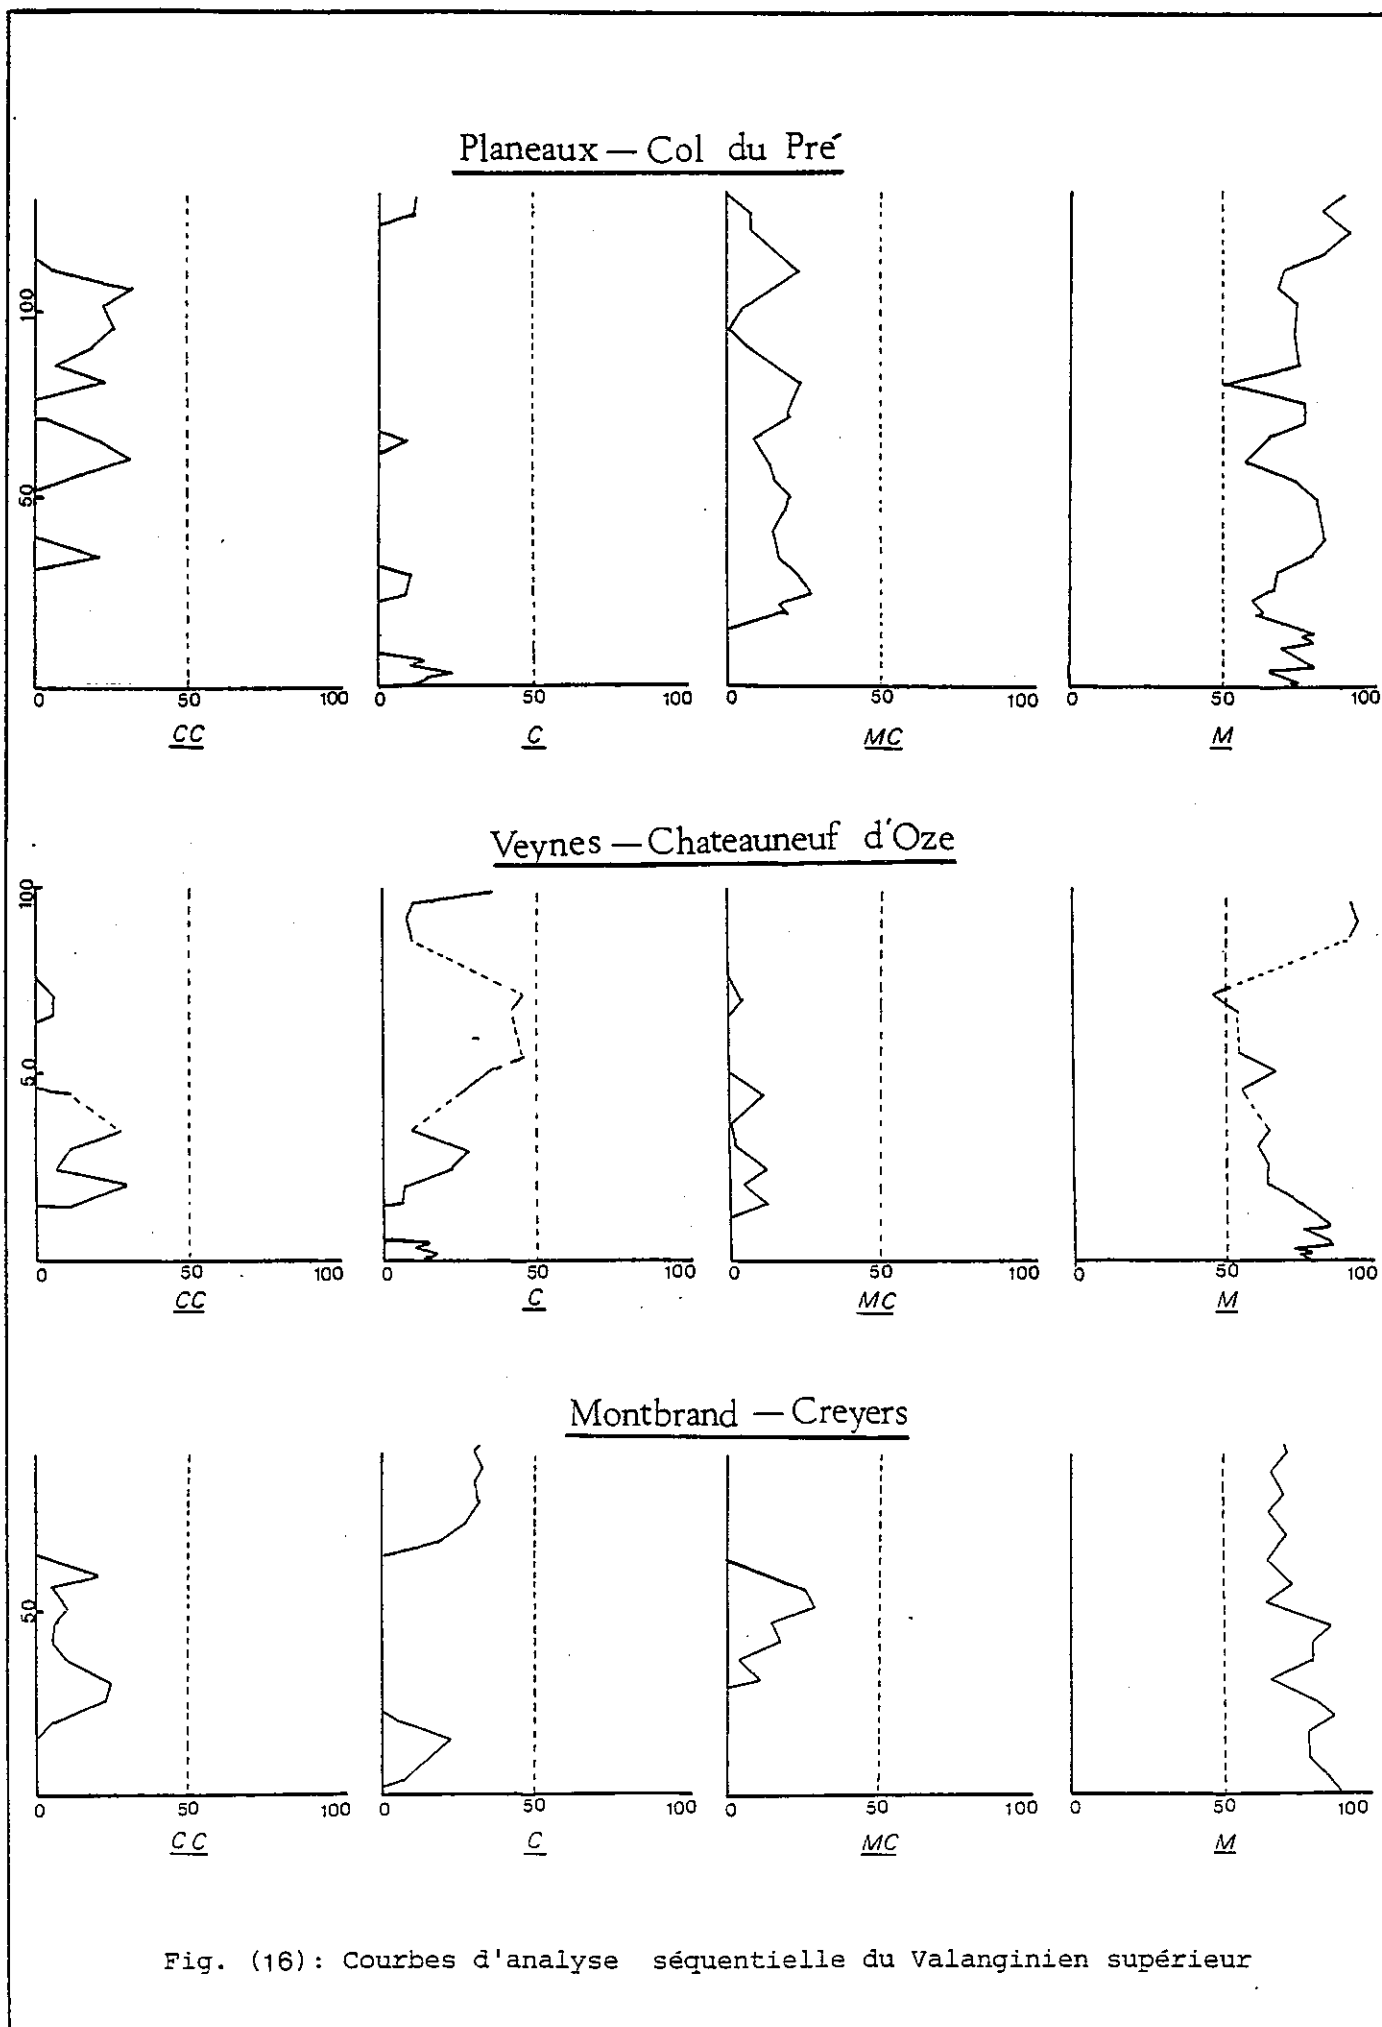 Planeaux — Col du Pré
100
50
0 50 100 0 50 100 0 50 100 0 50 100
CC C MC M
Veynes — Chateauneuf d'Oze
100
50
0 50 100 0 50 100 0 50 100 0 50 100
CC C MC M
Montbrand — Creyers
50
0 50 100 0 50 100 0 50 100 0 50 100
CC C MC M
Fig. (16): Courbes d'analyse séquentielle du Valanginien supérieur